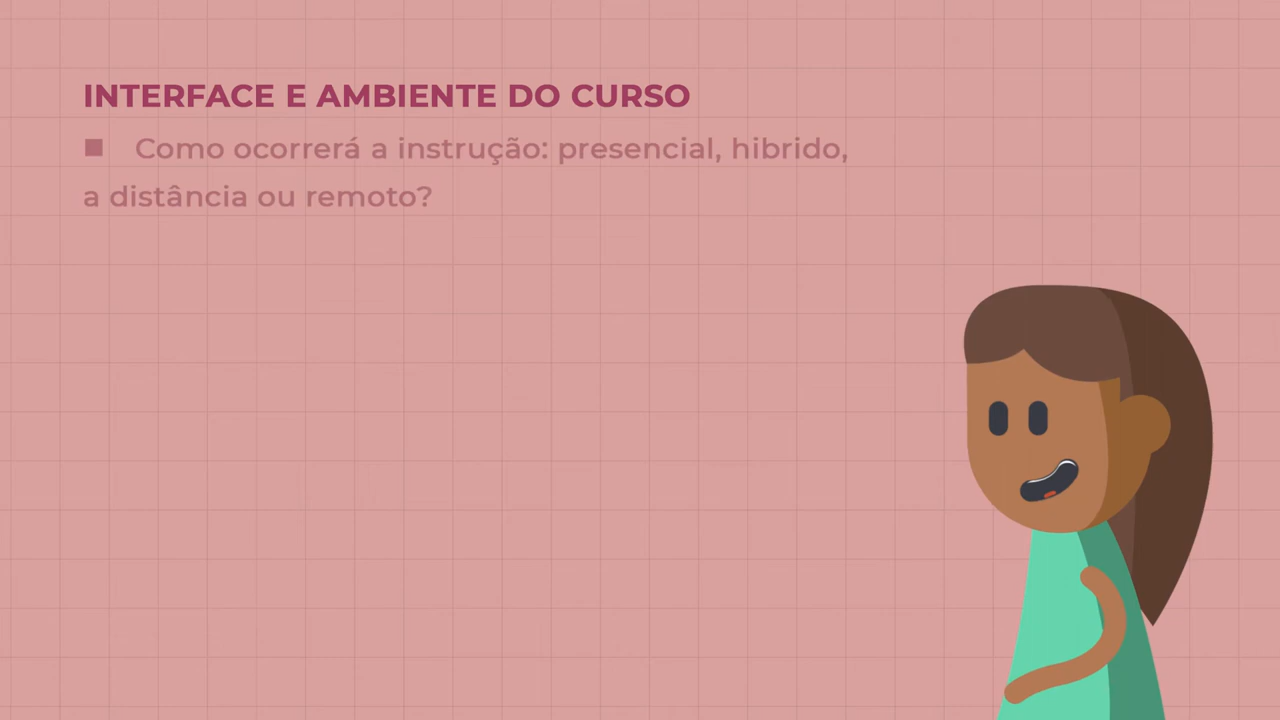 INTERFACE E AMBIENTE DO CURSO
■ Como ocorrerá a instrução: presencial, hibrido,
a distância ou remoto?